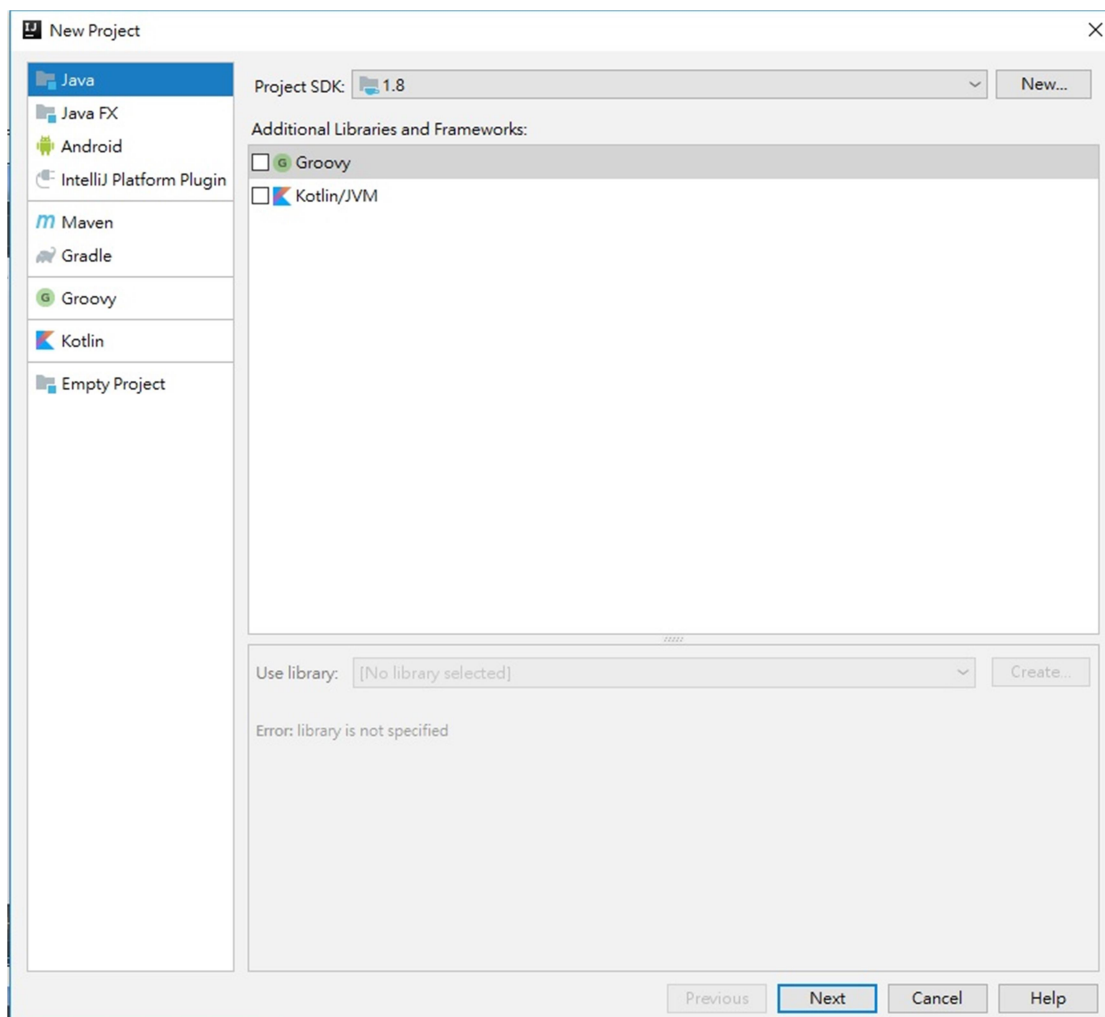 New Project
Java
Java FX
Android
IntelliJ Platform Plugin
Maven
Gradle
Groovy
Kotlin
Empty Project
Project SDK: 1.8 New...
Additional Libraries and Frameworks:
Groovy
Kotlin/JVM
Use library: [No library selected] Create...
Error: library is not specified
Previous Next Cancel Help